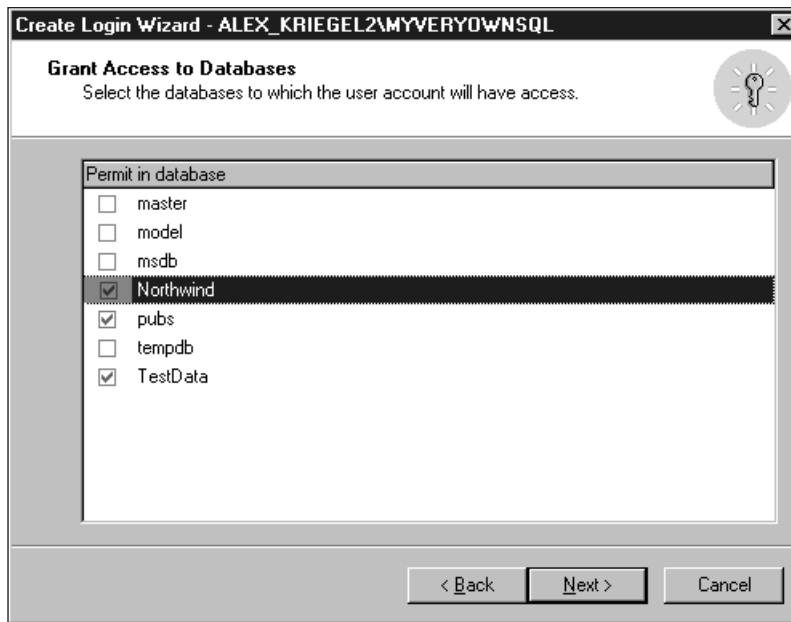 Create Login Wizard - ALEX_KRIEGEL2\MYVERYOWNSQL
Grant Access to Databases
Select the databases to which the user account will have access.
Permit in database
master
model
msdb
Northwind
pubs
tempdb
TestData
< Back
Next >
Cancel